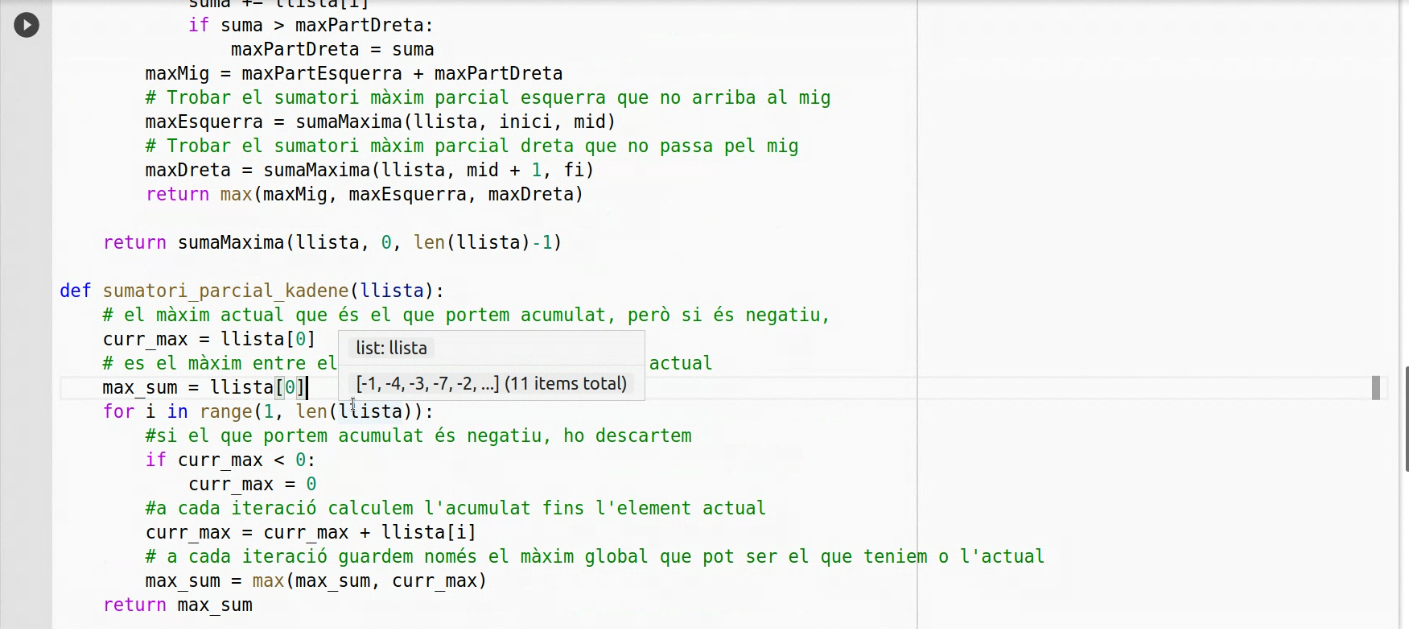 suma += llista[i]
if suma > maxPartDreta:
maxPartDreta = suma
maxMig = maxPartEsquerra + maxPartDreta
# Trobar el sumatori màxim parcial esquerra que no arriba al mig
maxEsquerra = sumaMaxima(llista, inici, mid)
# Trobar el sumatori màxim parcial dreta que no passa pel mig
maxDreta = sumaMaxima(llista, mid + 1, fi)
return max(maxMig, maxEsquerra, maxDreta)
return sumaMaxima(llista, 0, len(llista)-1)
def sumatori_parcial_kadene(llista):
# el màxim actual que és el que portem acumulat, però si és negatiu,
curr_max = llista[0]
list: llista
# es el màxim entre el actual
[-1, -4, -3, -7, -2, ...] (11 items total)
max_sum = llista[0]
for i in range(1, len(llista)):
#si el que portem acumulat és negatiu, ho descartem
if curr_max < 0:
curr_max = 0
#a cada iteració calculem l'acumulat fins l'element actual
curr_max = curr_max + llista[i]
# a cada iteració guardem només el màxim global que pot ser el que teniem o l'actual
max_sum = max(max_sum, curr_max)
return max_sum